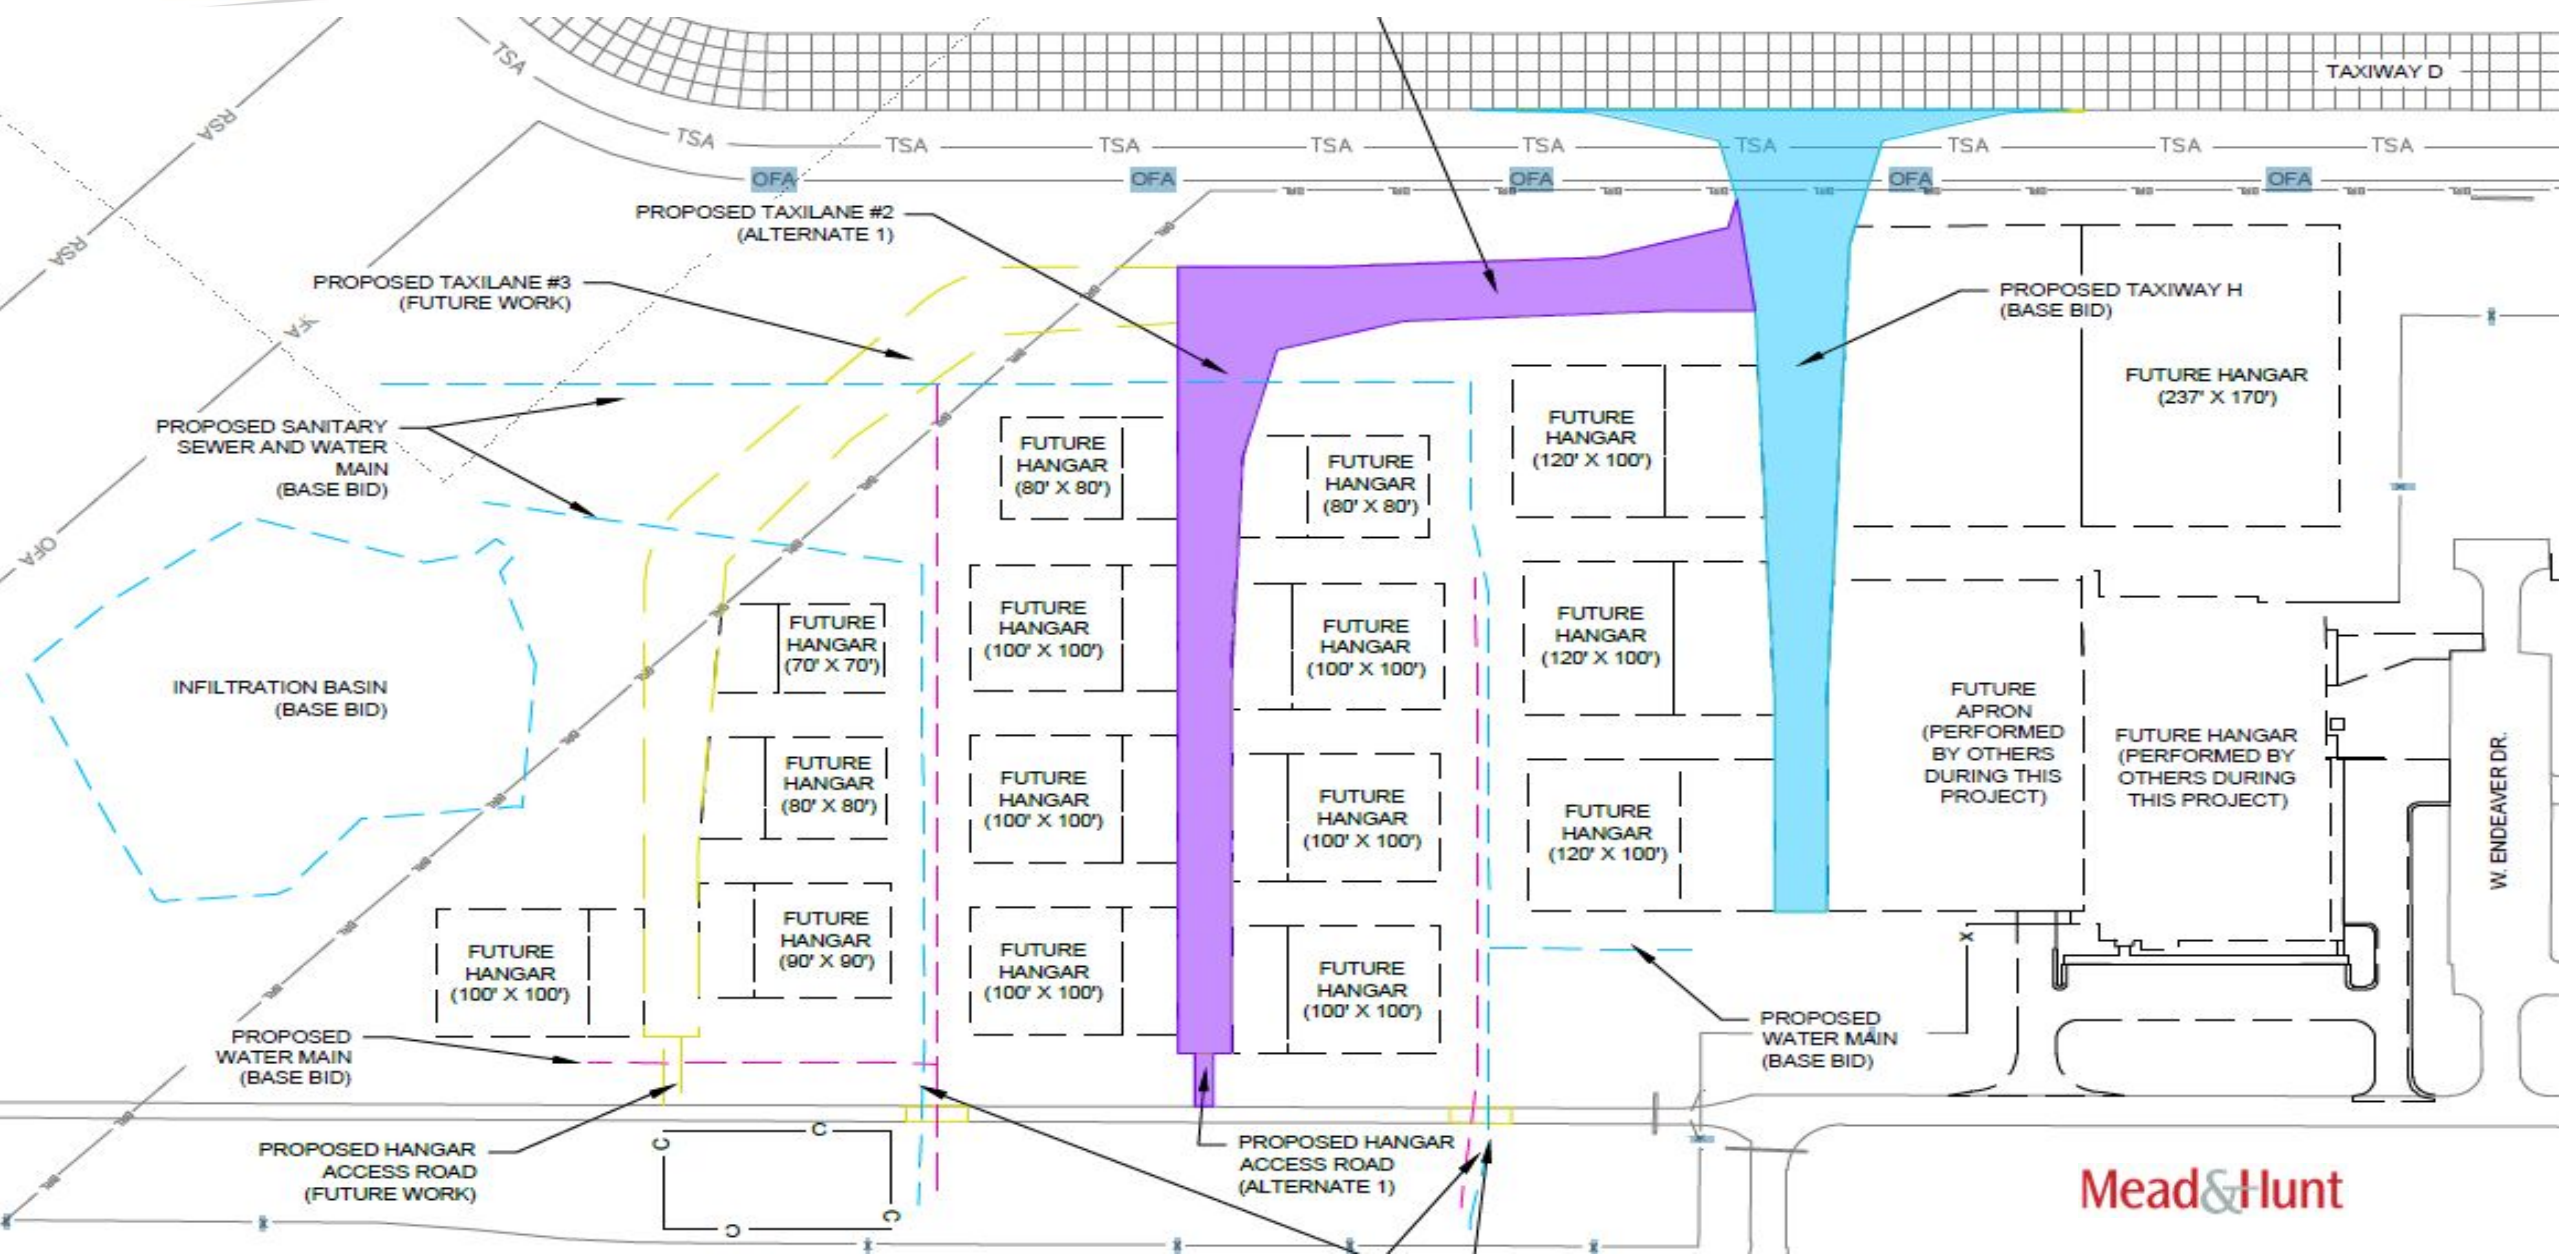 TAXIWAY D
TSA
TSA
TSA
TSA
TSA
TSA
TSA
TSA
TSA
TSA
OFA
OFA
OFA
OFA
OFA
RSA
RSA
OFA
PROPOSED TAXILANE #2
(ALTERNATE 1)
PROPOSED TAXILANE #3
(FUTURE WORK)
PROPOSED TAXIWAY H
(BASE BID)
FUTURE HANGAR
(237' X 170')
PROPOSED SANITARY
SEWER AND WATER
MAIN
(BASE BID)
FUTURE
HANGAR
(80' X 80')
FUTURE
HANGAR
(80' X 80')
FUTURE
HANGAR
(120' X 100')
INFILTRATION BASIN
(BASE BID)
FUTURE
HANGAR
(70' X 70')
FUTURE
HANGAR
(100' X 100')
FUTURE
HANGAR
(100' X 100')
FUTURE
HANGAR
(120' X 100')
FUTURE
APRON
(PERFORMED
BY OTHERS
DURING THIS
PROJECT)
FUTURE HANGAR
(PERFORMED BY
OTHERS DURING
THIS PROJECT)
W. ENDEAVER DR.
FUTURE
HANGAR
(80' X 80')
FUTURE
HANGAR
(100' X 100')
FUTURE
HANGAR
(100' X 100')
FUTURE
HANGAR
(120' X 100')
FUTURE
HANGAR
(100' X 100')
FUTURE
HANGAR
(90' X 90')
FUTURE
HANGAR
(100' X 100')
FUTURE
HANGAR
(100' X 100')
PROPOSED
WATER MAIN
(BASE BID)
PROPOSED
WATER MAIN
(BASE BID)
PROPOSED HANGAR
ACCESS ROAD
(FUTURE WORK)
C
C
C
C
PROPOSED HANGAR
ACCESS ROAD
(ALTERNATE 1)
Mead&Hunt